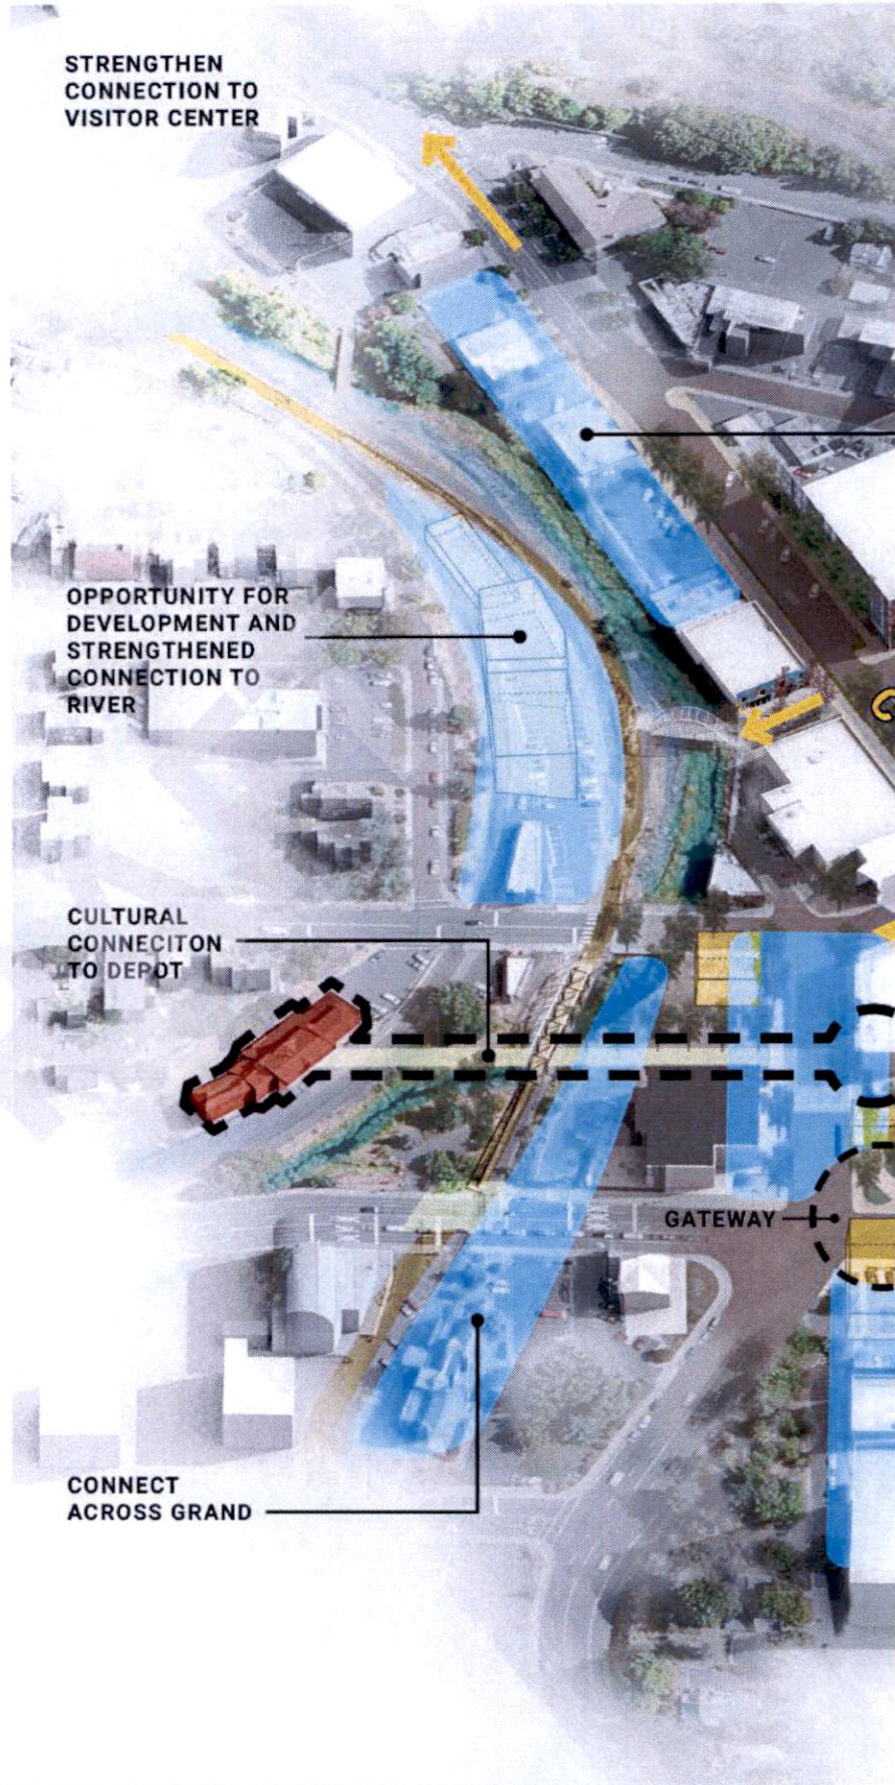 STRENGTHEN
CONNECTION TO
VISITOR CENTER
OPPORTUNITY FOR
DEVELOPMENT AND
STRENGTHENED
CONNECTION TO
RIVER
CULTURAL
CONNECITON
TO DEPOT
GATEWAY
CONNECT
ACROSS GRAND